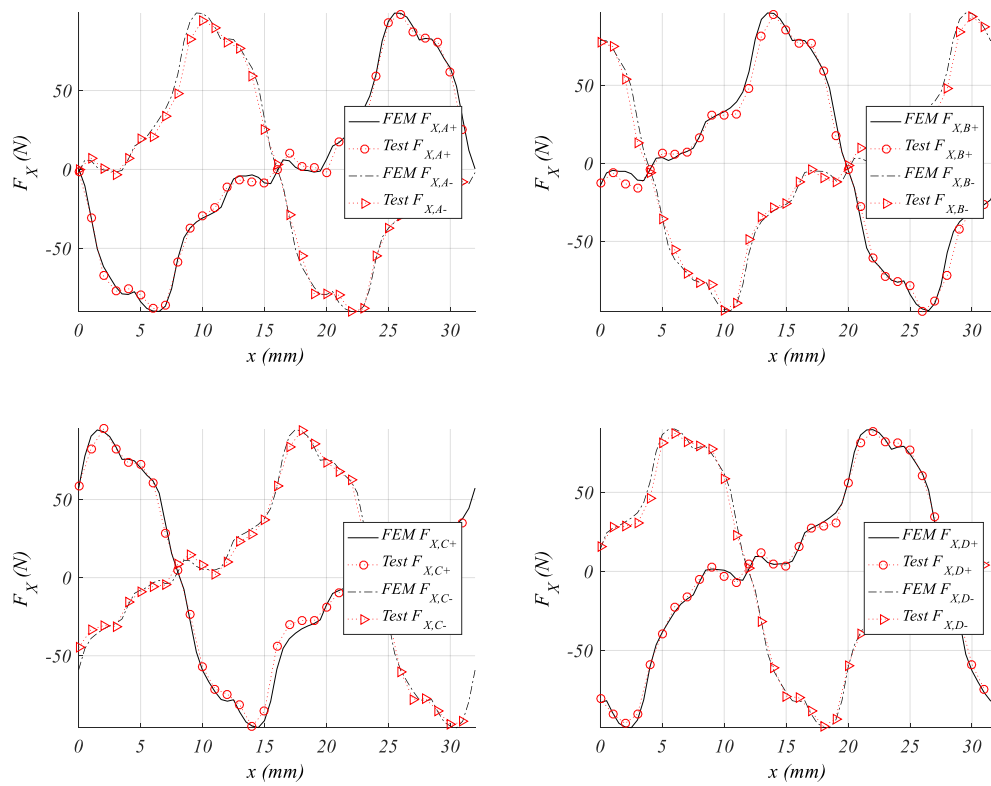 F_X (N)
50
0
-50
0 5 10 15 20 25 30
x (mm)
FEM F_X,A+
Test F_X,A+
FEM F_X,A-
Test F_X,A-
F_X (N)
50
0
-50
0 5 10 15 20 25 30
x (mm)
FEM F_X,B+
Test F_X,B+
FEM F_X,B-
Test F_X,B-
F_X (N)
50
0
-50
0 5 10 15 20 25 30
x (mm)
FEM F_X,C+
Test F_X,C+
FEM F_X,C-
Test F_X,C-
F_X (N)
50
0
-50
0 5 10 15 20 25 30
x (mm)
FEM F_X,D+
Test F_X,D+
FEM F_X,D-
Test F_X,D-